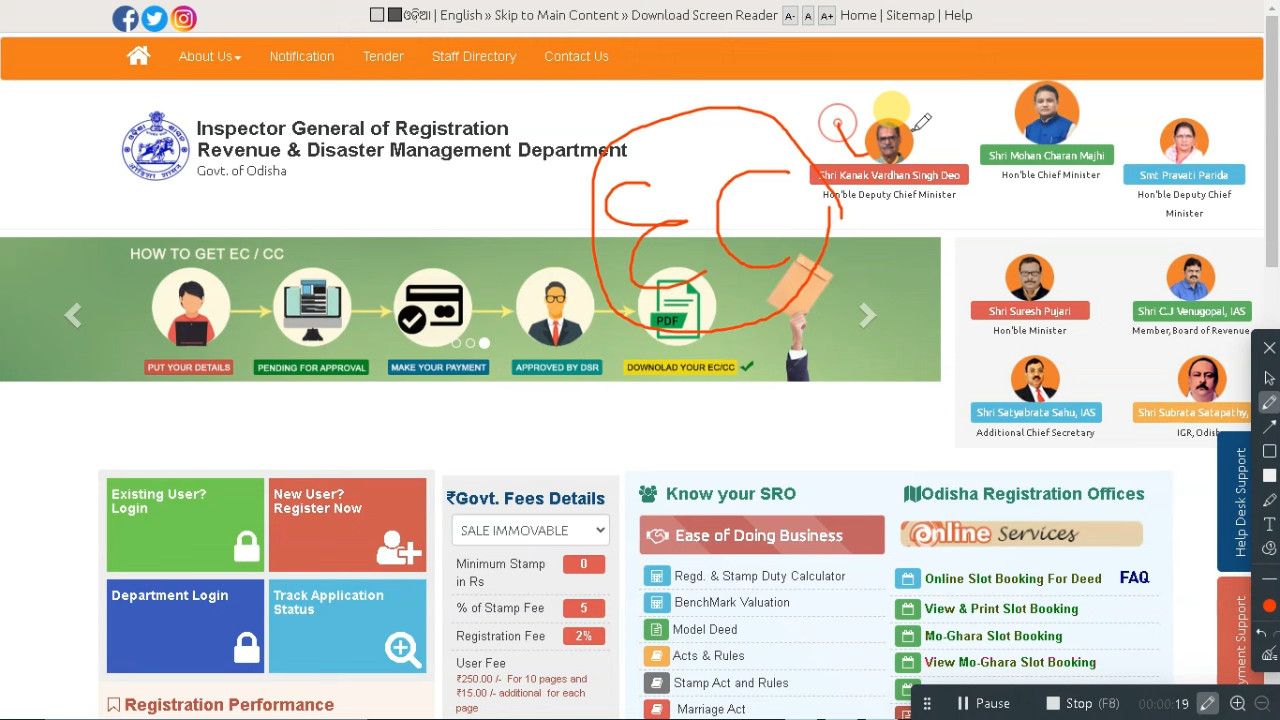 ଓଡ଼ିଆ | English » Skip to Main Content » Download Screen Reader A- A A+ Home | Sitemap | Help
About Us Notification Tender Staff Directory Contact Us
Inspector General of Registration
Revenue & Disaster Management Department
Govt. of Odisha
Shri Kanak Vardhan Singh Deo
Hon'ble Deputy Chief Minister
Shri Mohan Charan Majhi
Hon'ble Chief Minister
Smt Pravati Parida
Hon'ble Deputy Chief
Minister
EC
HOW TO GET EC / CC
PDF
PUT YOUR DETAILS PENDING FOR APPROVAL MAKE YOUR PAYMENT APPROVED BY DSR DOWNOLAD YOUR EC/CC
Shri Suresh Pujari
Hon'ble Minister
Shri C.J Venugopal, IAS
Member, Board of Revenue
Shri Satyabrata Sahu, IAS
Additional Chief Secretary
Shri Subrata Satapathy,
IGR, Odish
Existing User?
Login
New User?
Register Now
Department Login
Track Application
Status
Registration Performance
₹Govt. Fees Details
SALE IMMOVABLE
Minimum Stamp
in Rs
0
% of Stamp Fee 5
Registration Fee 2%
User Fee
₹250.00 /- For 10 pages and
₹15.00 /- additional for each
page
Know your SRO
Ease of Doing Business
Regd. & Stamp Duty Calculator
BenchMark Valuation
Model Deed
Acts & Rules
Stamp Act and Rules
Marriage Act
Odisha Registration Offices
Online Services
Online Slot Booking For Deed FAQ
View & Print Slot Booking
Mo-Ghara Slot Booking
View Mo-Ghara Slot Booking
Help Desk Support
yment Support
T
Pause Stop (F8) 00:00:19